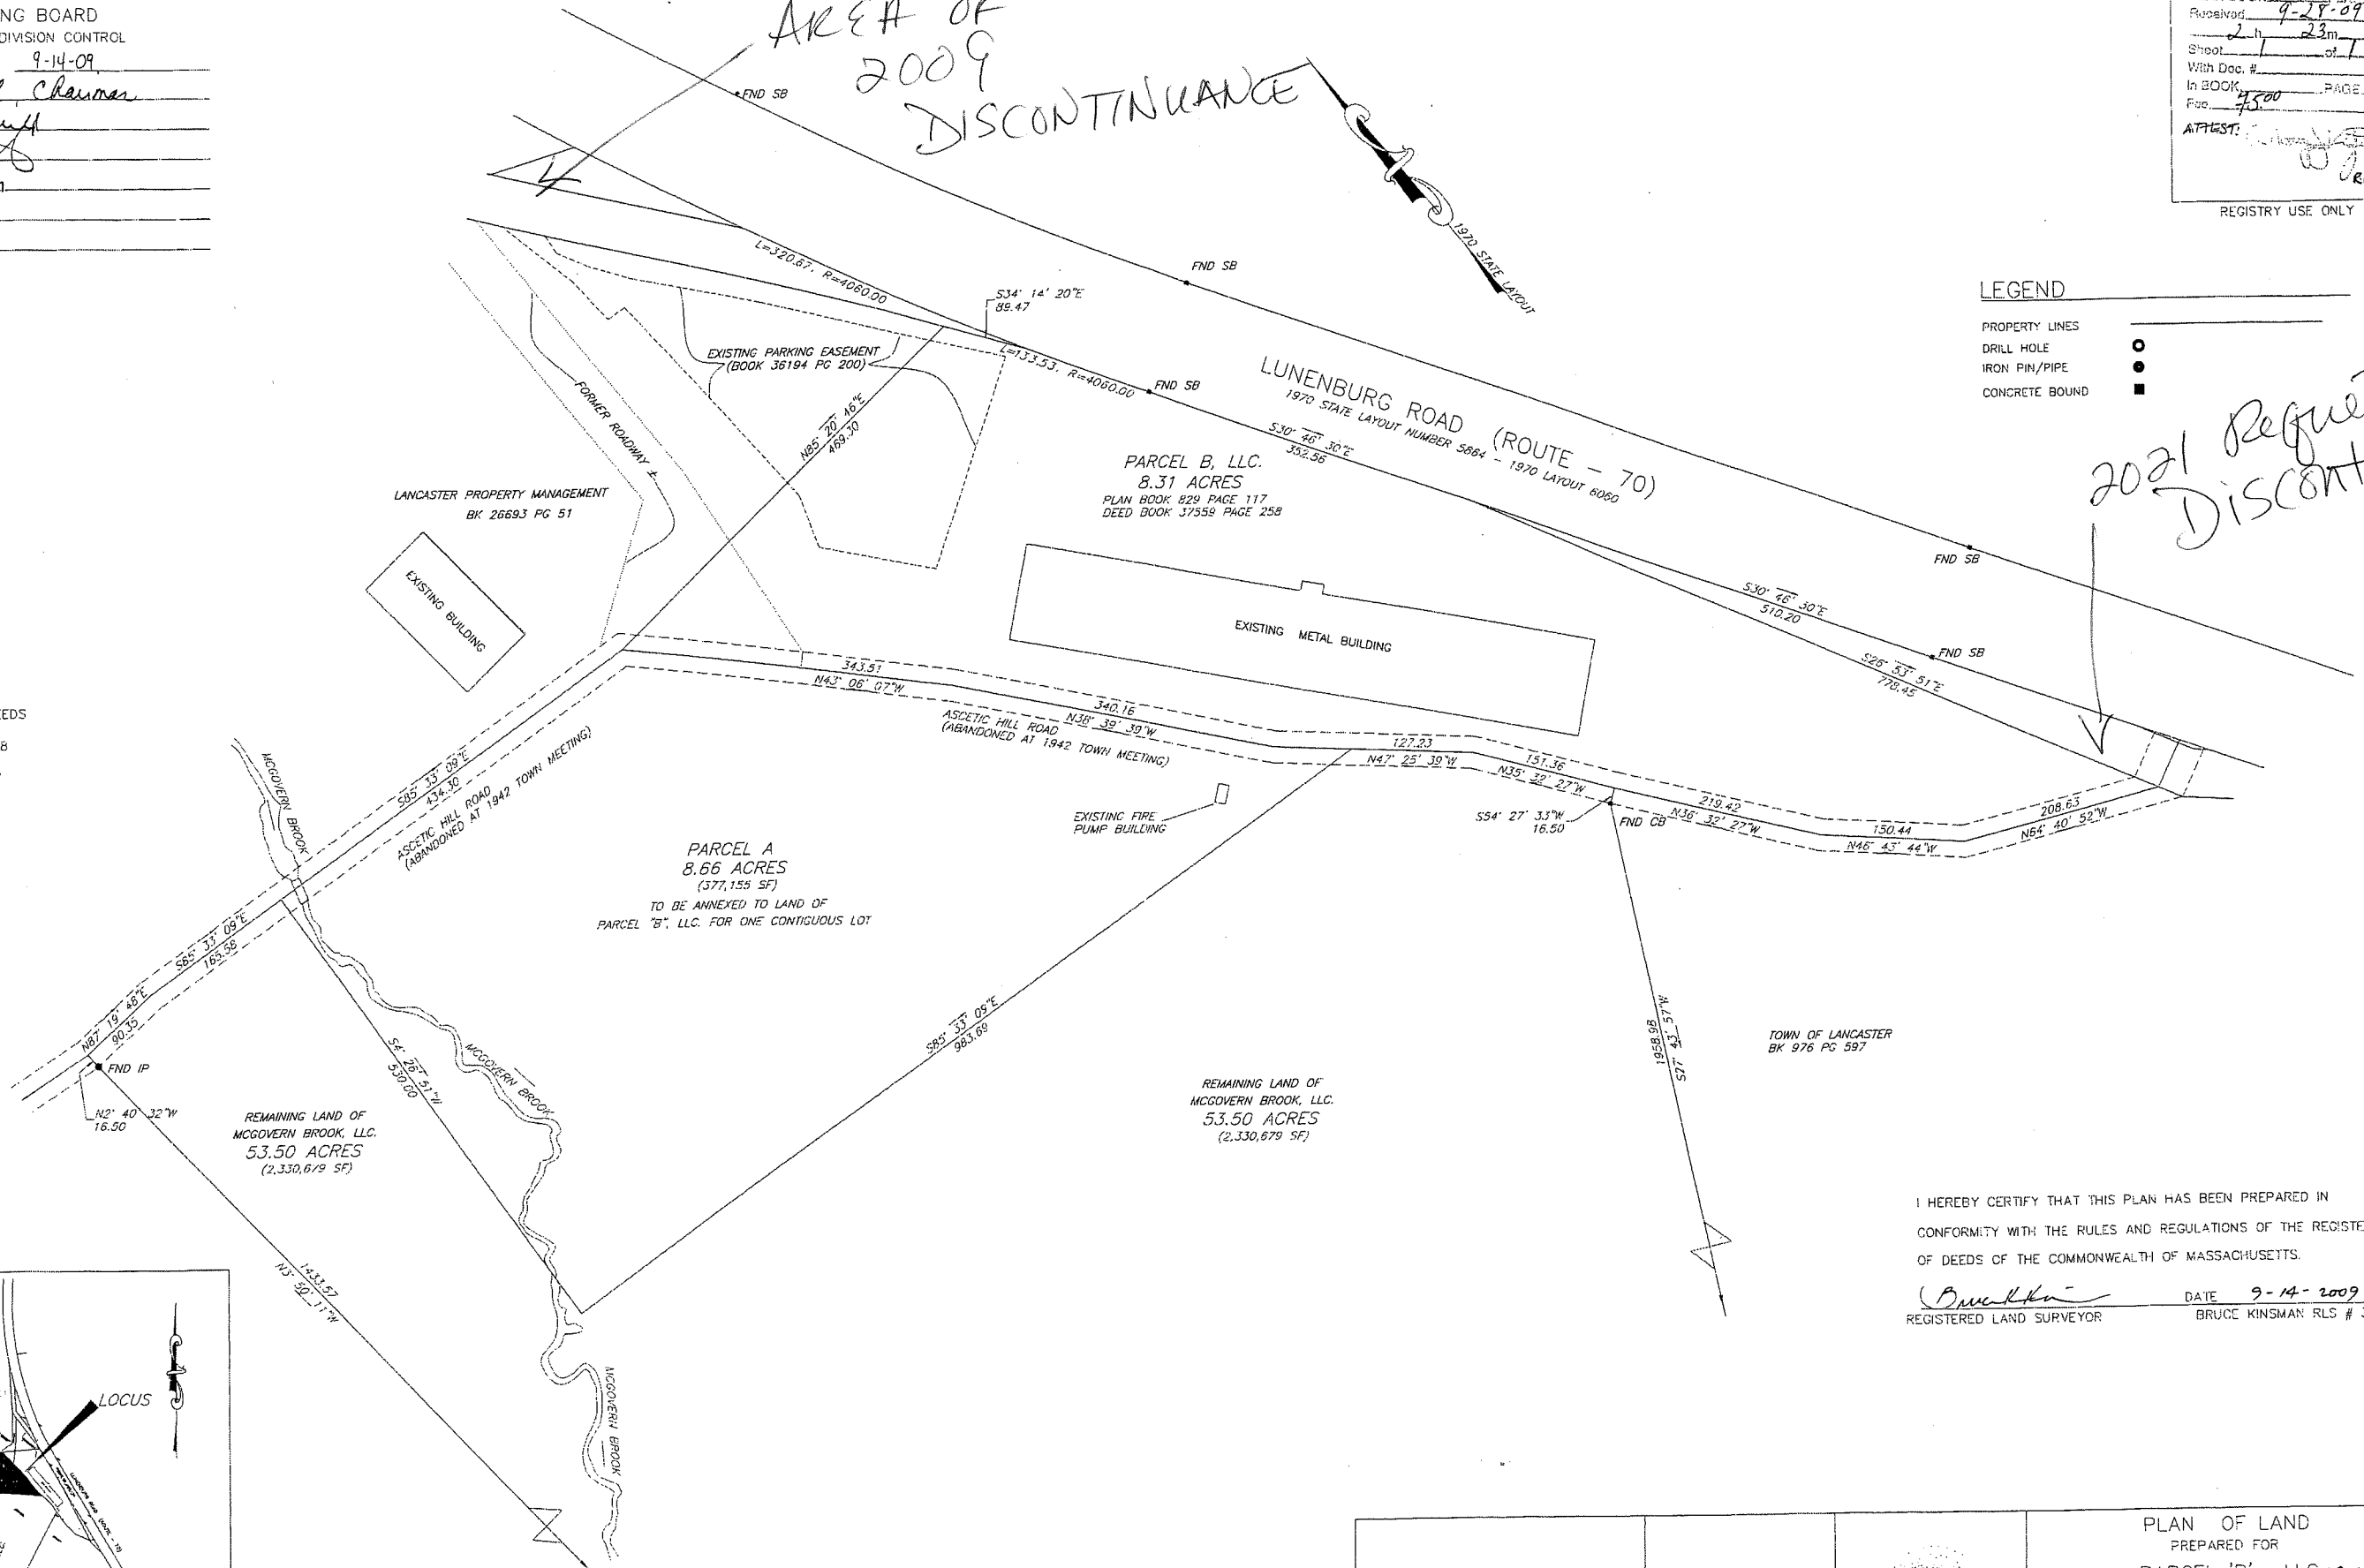 NG BOARD
DIVISION CONTROL
9-14-09
Chairman
AREA OF
2009
DISCONTINUANCE
Received 9-28-09
2 h 23m
Sheet 1 of 1
With Doc. #
In BOOK PAGE
Fee 75.00
ATTEST:
REGISTRY USE ONLY
1970 STATE LAYOUT
LEGEND
PROPERTY LINES
DRILL HOLE
IRON PIN/PIPE
CONCRETE BOUND
2021 Reque
Discont
FND SB
FND SB
FND SB
FND SB
FND SB
L=320.67, R=4060.00
S34° 14' 20"E
89.47
L=133.53, R=4060.00
EXISTING PARKING EASEMENT
(BOOK 36194 PG 200)
FORMER ROADWAY ±
N85° 20' 46"E
469.30
LUNENBURG ROAD (ROUTE - 70)
1970 STATE LAYOUT NUMBER 5864 - 1970 LAYOUT 6060
S30° 46' 30"E
352.56
PARCEL B, LLC.
8.31 ACRES
PLAN BOOK 829 PAGE 117
DEED BOOK 37559 PAGE 258
LANCASTER PROPERTY MANAGEMENT
BK 26693 PG 51
EXISTING BUILDING
EXISTING METAL BUILDING
S30° 46' 30"E
510.20
S26° 53' 51"E
778.45
343.51
N43° 06' 07"W
340.16
N38° 39' 39"W
ASCETIC HILL ROAD
(ABANDONED AT 1942 TOWN MEETING)
127.23
N47° 25' 39"W
151.36
N35° 32' 27"W
219.42
N36° 32' 27"W
150.44
N46° 43' 44"W
208.63
N64° 40' 52"W
S54° 27' 33"W
16.50
FND CB
EXISTING FIRE
PUMP BUILDING
EEDS
8
MCGOVERN BROOK
S85° 33' 09"E
434.30
ASCETIC HILL ROAD
(ABANDONED AT 1942 TOWN MEETING)
PARCEL A
8.66 ACRES
(377,155 SF)
TO BE ANNEXED TO LAND OF
PARCEL "B", LLC. FOR ONE CONTIGUOUS LOT
S85° 33' 09"E
165.58
N87° 19' 48"E
90.35
FND IP
N2° 40' 32"W
16.50
S4° 26' 51"W
530.00
MCGOVERN BROOK
S85° 33' 09"E
983.69
1958.98
S27° 43' 57"W
TOWN OF LANCASTER
BK 976 PG 597
REMAINING LAND OF
MCGOVERN BROOK, LLC.
53.50 ACRES
(2,330,679 SF)
REMAINING LAND OF
MCGOVERN BROOK, LLC.
53.50 ACRES
(2,330,679 SF)
1433.57
N3° 50' 11"W
MCGOVERN BROOK
I HEREBY CERTIFY THAT THIS PLAN HAS BEEN PREPARED IN
CONFORMITY WITH THE RULES AND REGULATIONS OF THE REGISTE
OF DEEDS OF THE COMMONWEALTH OF MASSACHUSETTS.
DATE 9-14-2009
REGISTERED LAND SURVEYOR BRUCE KINSMAN RLS #
LOCUS
PLAN OF LAND
PREPARED FOR